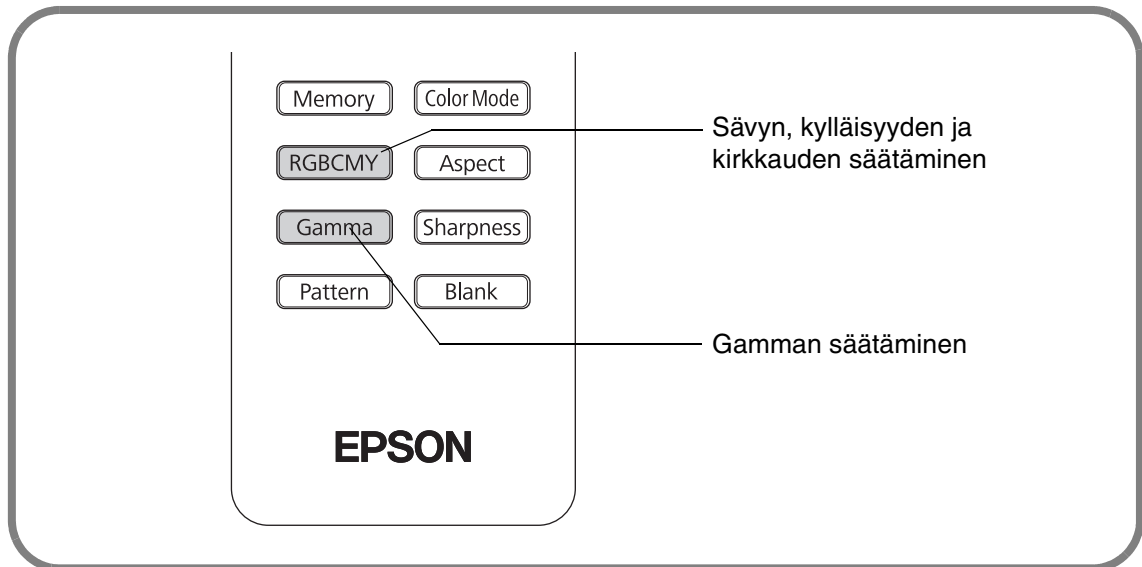 Memory Color Mode
RGBCMY Aspect
Sävyn, kylläisyyden ja
kirkkauden säätäminen
Gamma Sharpness
Pattern Blank
Gamman säätäminen
EPSON